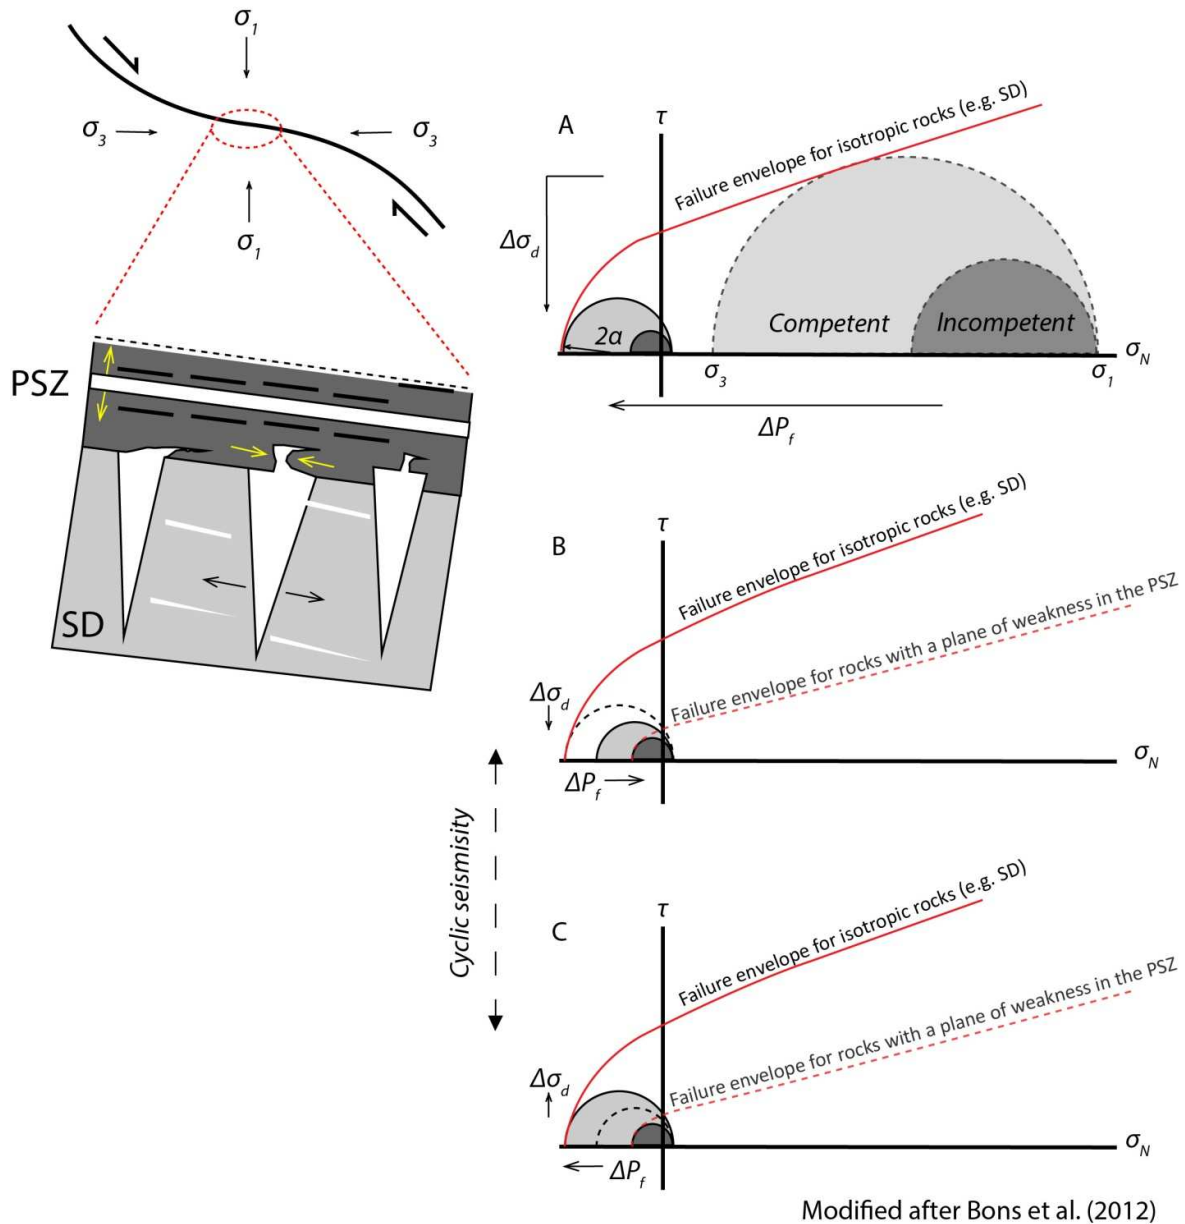 σ1
σ3
σ3
σ1
PSZ
SD
A
τ
Failure envelope for isotropic rocks (e.g. SD)
Δσd
2α
Competent
Incompetent
σN
σ3
σ1
ΔPf
B
τ
Failure envelope for isotropic rocks (e.g. SD)
Failure envelope for rocks with a plane of weakness in the PSZ
Δσd
σN
ΔPf
Cyclic seismisity
C
τ
Failure envelope for isotropic rocks (e.g. SD)
Failure envelope for rocks with a plane of weakness in the PSZ
Δσd
σN
ΔPf
Modified after Bons et al. (2012)